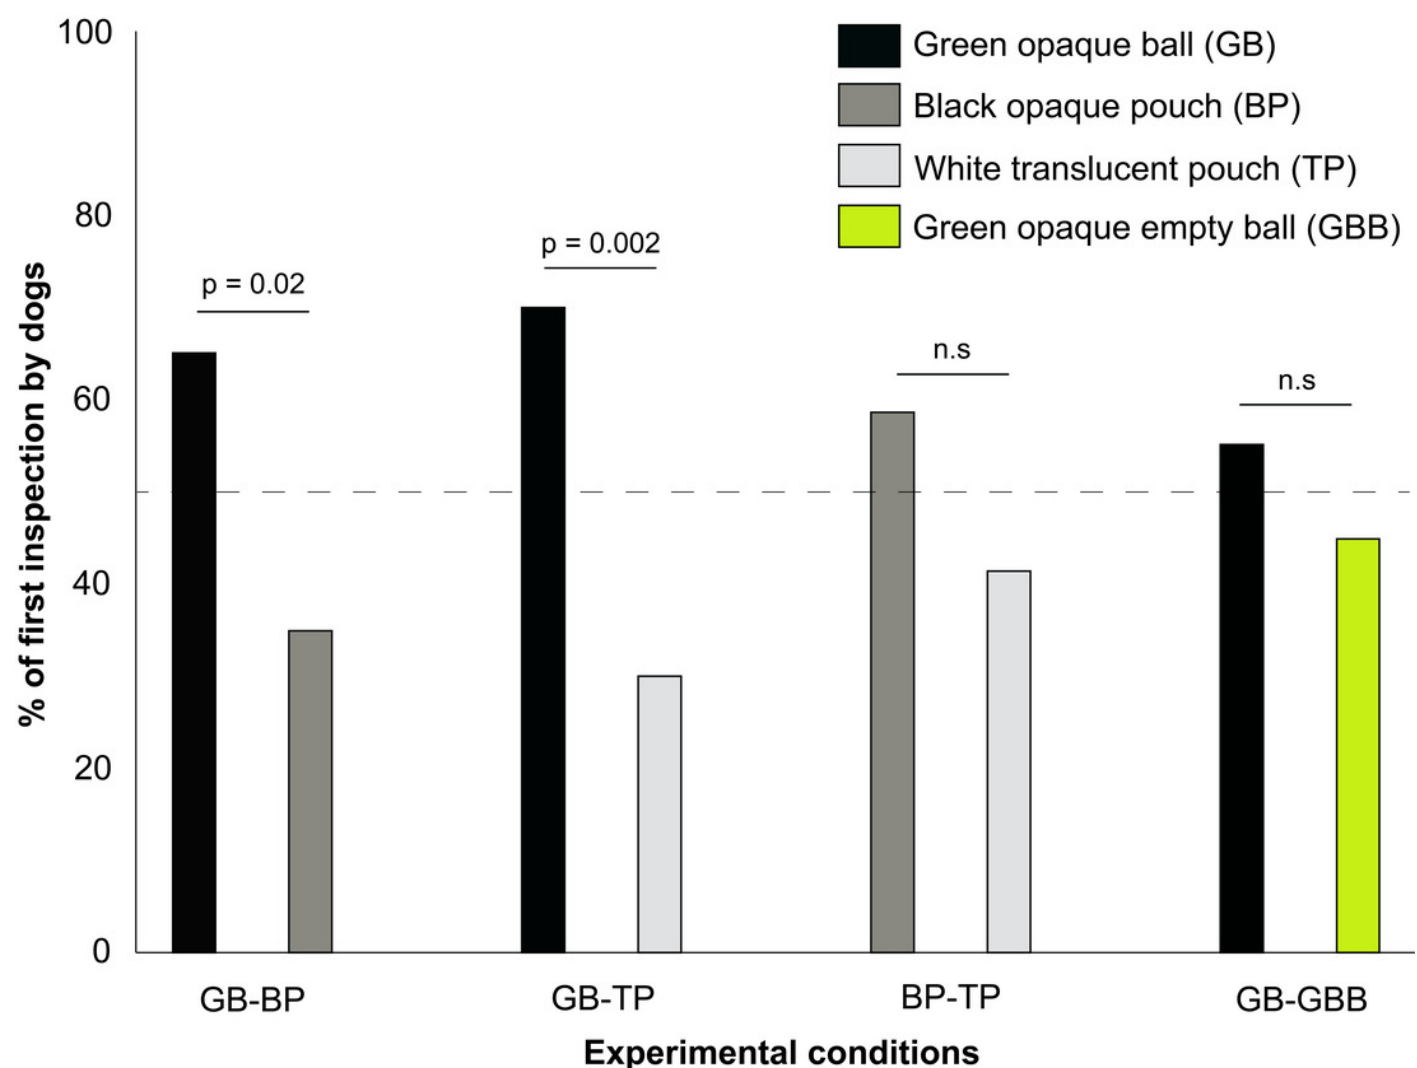 100
80
60
40
20
0
% of first inspection by dogs
Green opaque ball (GB)
Black opaque pouch (BP)
White translucent pouch (TP)
Green opaque empty ball (GBB)
p = 0.02
p = 0.002
n.s
n.s
GB-BP
GB-TP
BP-TP
GB-GBB
Experimental conditions